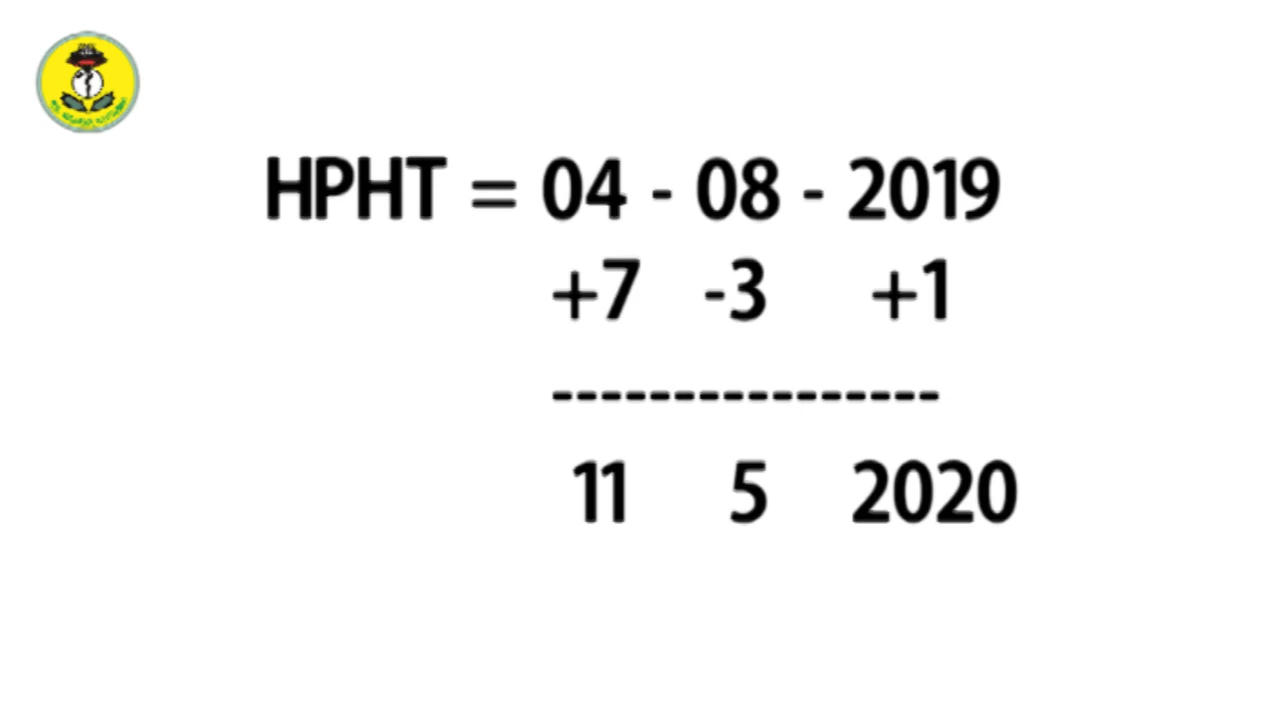 HPHT = 04 - 08 - 2019
+7 -3 +1
----------------
11 5 2020